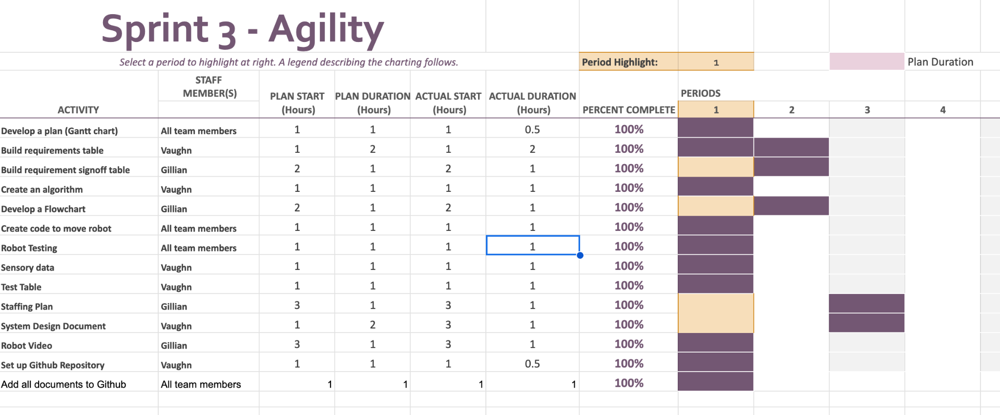 Sprint 3 - Agility
Select a period to highlight at right. A legend describing the charting follows. Period Highlight: 1 Plan Duration
STAFF
MEMBER(S) PERIODS
PLAN START PLAN DURATION ACTUAL START ACTUAL DURATION
ACTIVITY (Hours) (Hours) (Hours) (Hours) PERCENT COMPLETE 1 2 3 4
Develop a plan (Gantt chart) All team members 1 1 1 0.5 100%
Build requirements table Vaughn 1 2 1 2 100%
Build requirement signoff table Gillian 2 1 2 1 100%
Create an algorithm Vaughn 1 1 1 1 100%
Develop a Flowchart Gillian 2 1 2 1 100%
Create code to move robot All team members 1 1 1 1 100%
Robot Testing All team members 1 1 1 1 100%
Sensory data Vaughn 1 1 1 1 100%
Test Table Vaughn 1 1 1 1 100%
Staffing Plan Gillian 3 1 3 1 100%
System Design Document Vaughn 1 2 3 1 100%
Robot Video Gillian 3 1 3 1 100%
Set up Github Repository Vaughn 1 1 1 0.5 100%
Add all documents to Github All team members 1 1 1 1 100%